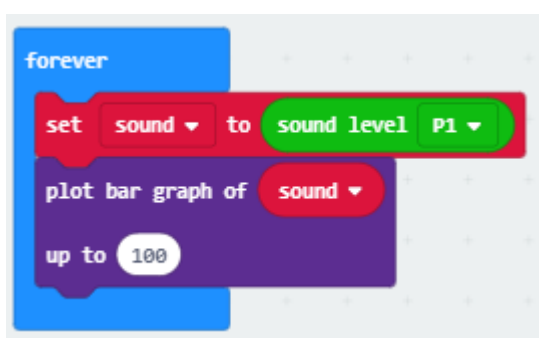 forever
set sound to sound level P1
plot bar graph of sound
up to 100